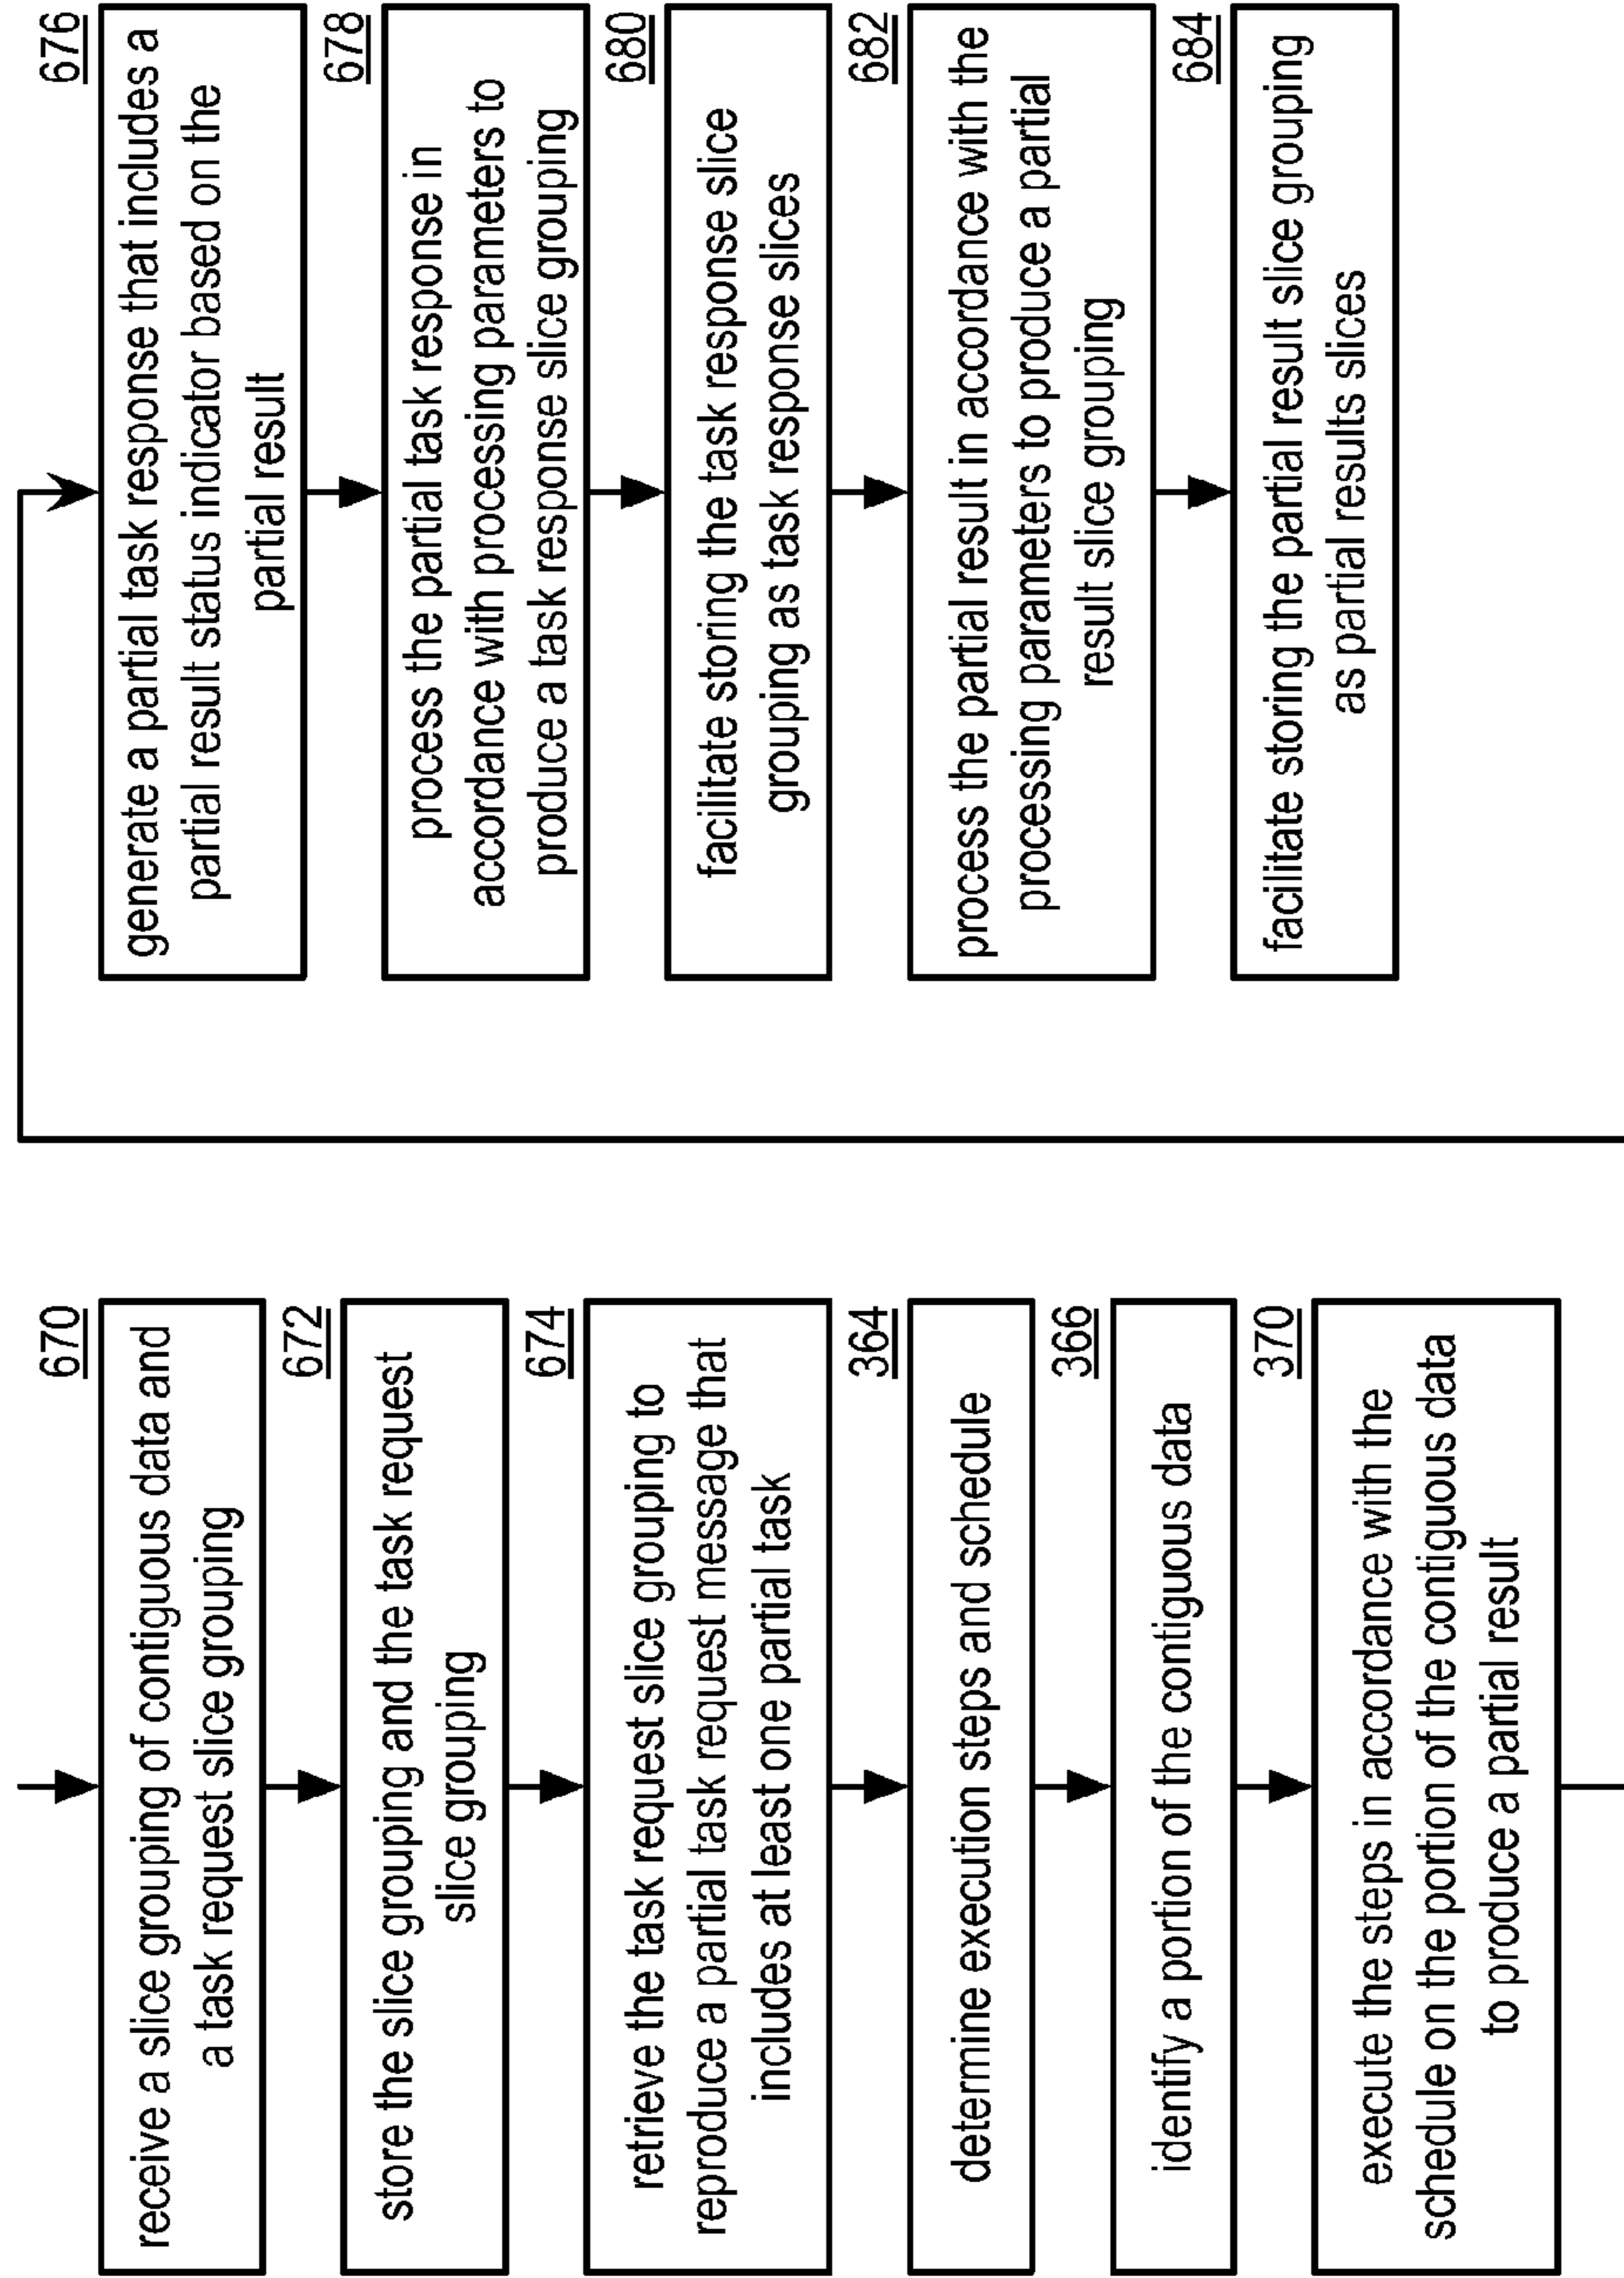 670
receive a slice grouping of contiguous data and
a task request slice grouping
672
store the slice grouping and the task request
slice grouping
674
retrieve the task request slice grouping to
reproduce a partial task request message that
includes at least one partial task
364
determine execution steps and schedule
366
identify a portion of the contiguous data
370
execute the steps in accordance with the
schedule on the portion of the contiguous data
to produce a partial result
676
generate a partial task response that includes a
partial result status indicator based on the
partial result
678
process the partial task response in
accordance with processing parameters to
produce a task response slice grouping
680
facilitate storing the task response slice
grouping as task response slices
682
process the partial result in accordance with the
processing parameters to produce a partial
result slice grouping
684
facilitate storing the partial result slice grouping
as partial results slices